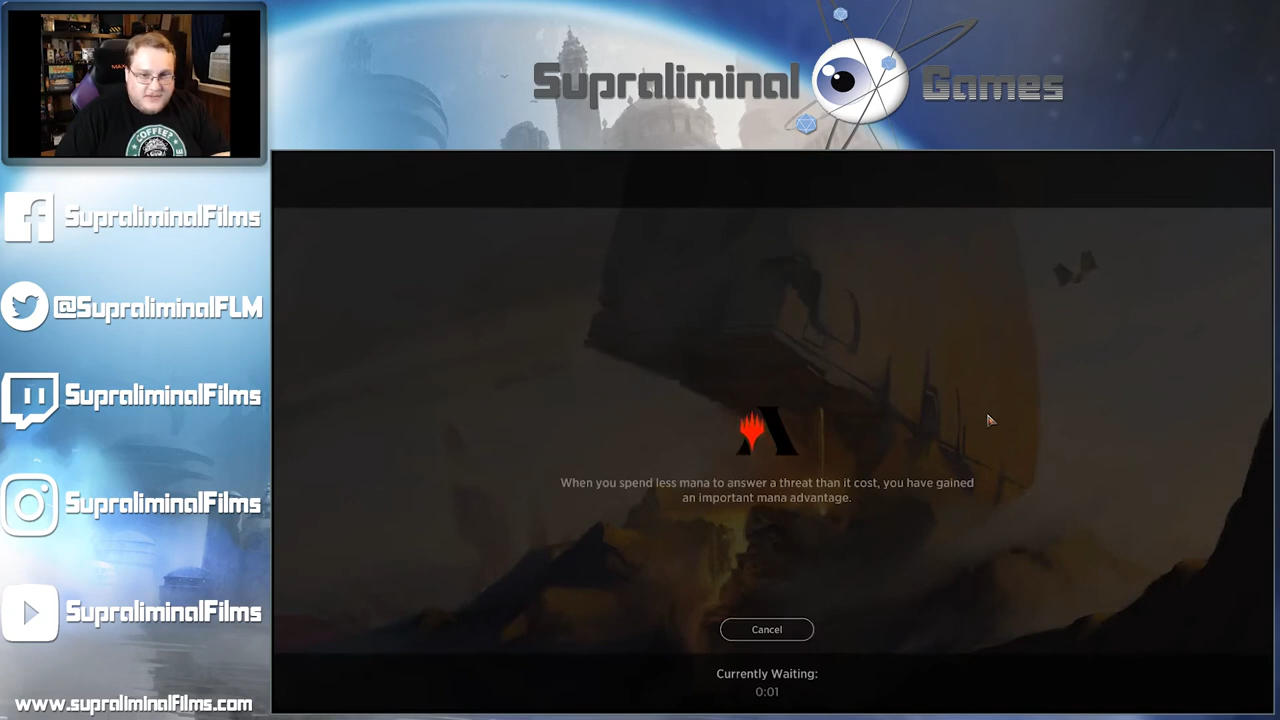 Supraliminal Games
COFFEE?
SupraliminalFilms
@SupraliminalFLM
SupraliminalFilms
SupraliminalFilms
SupraliminalFilms
www.supraliminalFilms.com
When you spend less mana to answer a threat than it cost, you have gained
an important mana advantage.
Cancel
Currently Waiting:
0:01